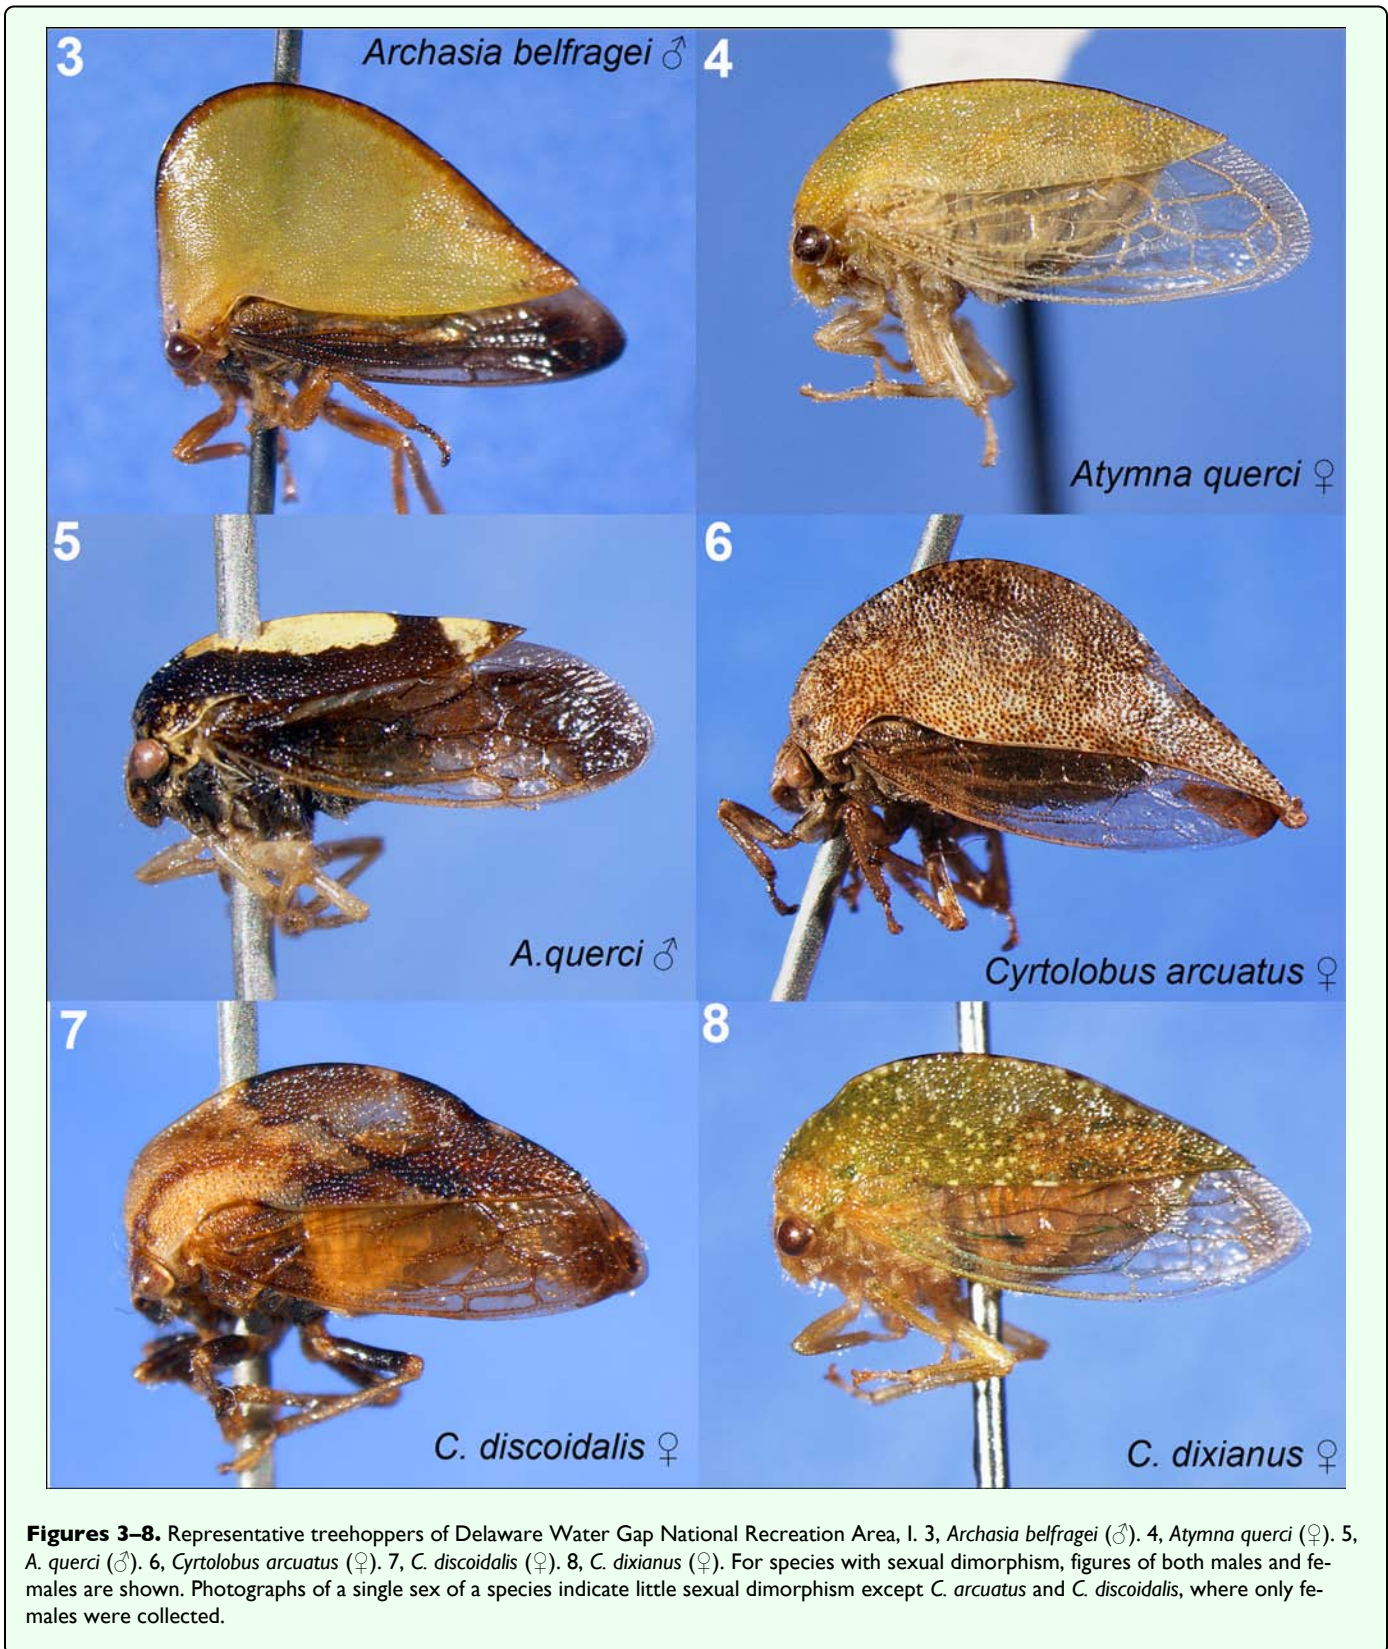 3
Archasia belfragei ♂
4
Atymna querci ♀
5
A.querci ♂
6
Cyrtolobus arcuatus ♀
7
C. discoidalis ♀
8
C. dixianus ♀
Figures 3–8. Representative treehoppers of Delaware Water Gap National Recreation Area, I. 3, Archasia belfragei (♂). 4, Atymna querci (♀). 5,
A. querci (♂). 6, Cyrtolobus arcuatus (♀). 7, C. discoidalis (♀). 8, C. dixianus (♀). For species with sexual dimorphism, figures of both males and fe-
males are shown. Photographs of a single sex of a species indicate little sexual dimorphism except C. arcuatus and C. discoidalis, where only fe-
males were collected.